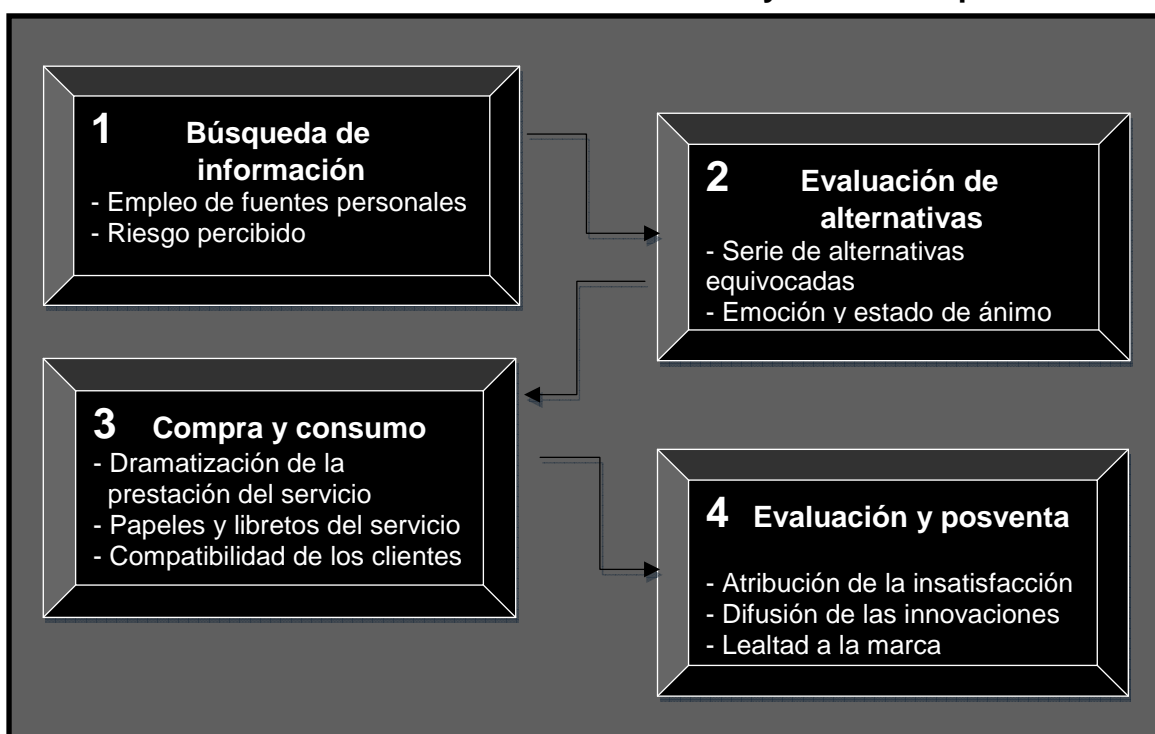 1 Búsqueda de
información
- Empleo de fuentes personales
- Riesgo percibido
2 Evaluación de
alternativas
- Serie de alternativas
equivocadas
- Emoción y estado de ánimo
3 Compra y consumo
- Dramatización de la
prestación del servicio
- Papeles y libretos del servicio
- Compatibilidad de los clientes
4 Evaluación y posventa
- Atribución de la insatisfacción
- Difusión de las innovaciones
- Lealtad a la marca